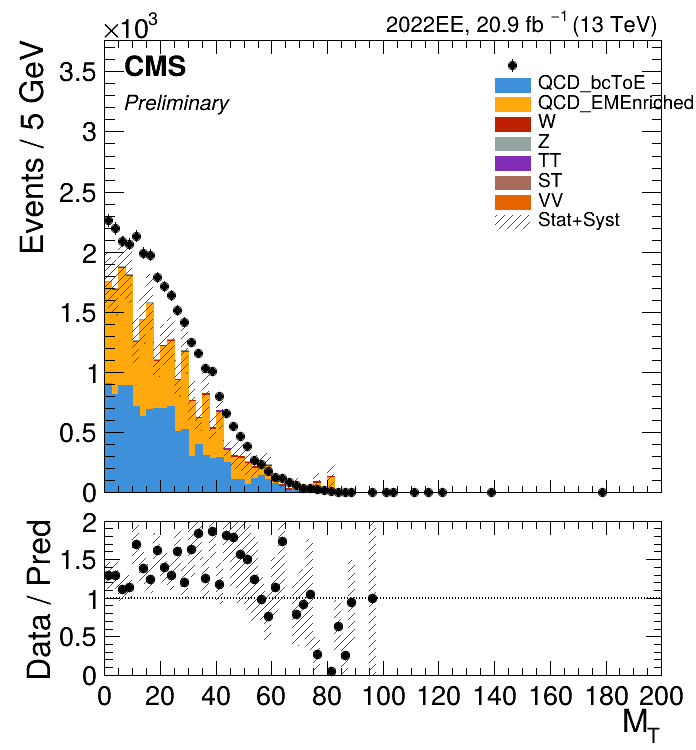 ×10³
2022EE, 20.9 fb⁻¹ (13 TeV)
Events / 5 GeV
3.5
3
2.5
2
1.5
1
0.5
0
CMS
Preliminary
QCD_bcToE
QCD_EMEnriched
W
Z
TT
ST
VV
Stat+Syst
Data / Pred
2
1.5
1
0.5
0
0 20 40 60 80 100 120 140 160 180 200
M_T